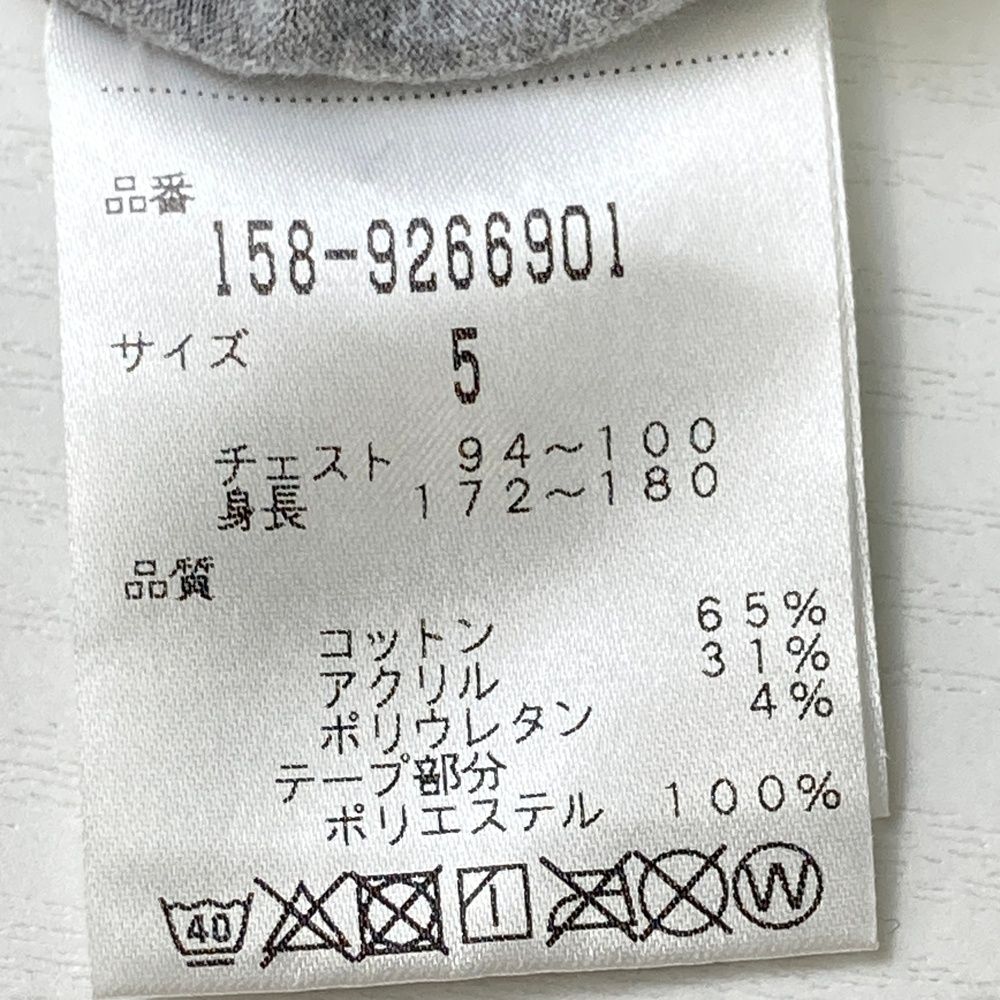 品番
158-9266901
サイズ 5
チェスト 94～100
身長 172～180
品質
コットン 65%
アクリル 31%
ポリウレタン 4%
テープ部分
ポリエステル 100%
40 W